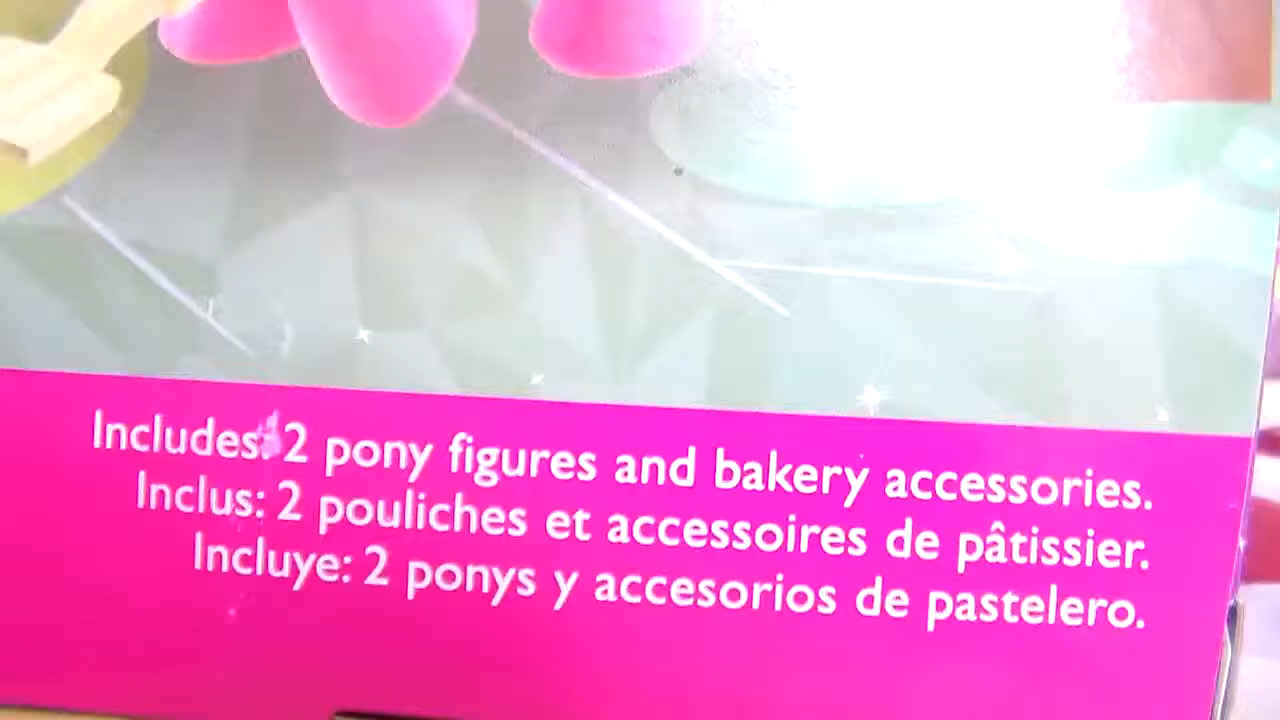 Includes: 2 pony figures and bakery accessories.
Inclus: 2 pouliches et accessoires de pâtissier.
Incluye: 2 ponys y accesorios de pastelero.